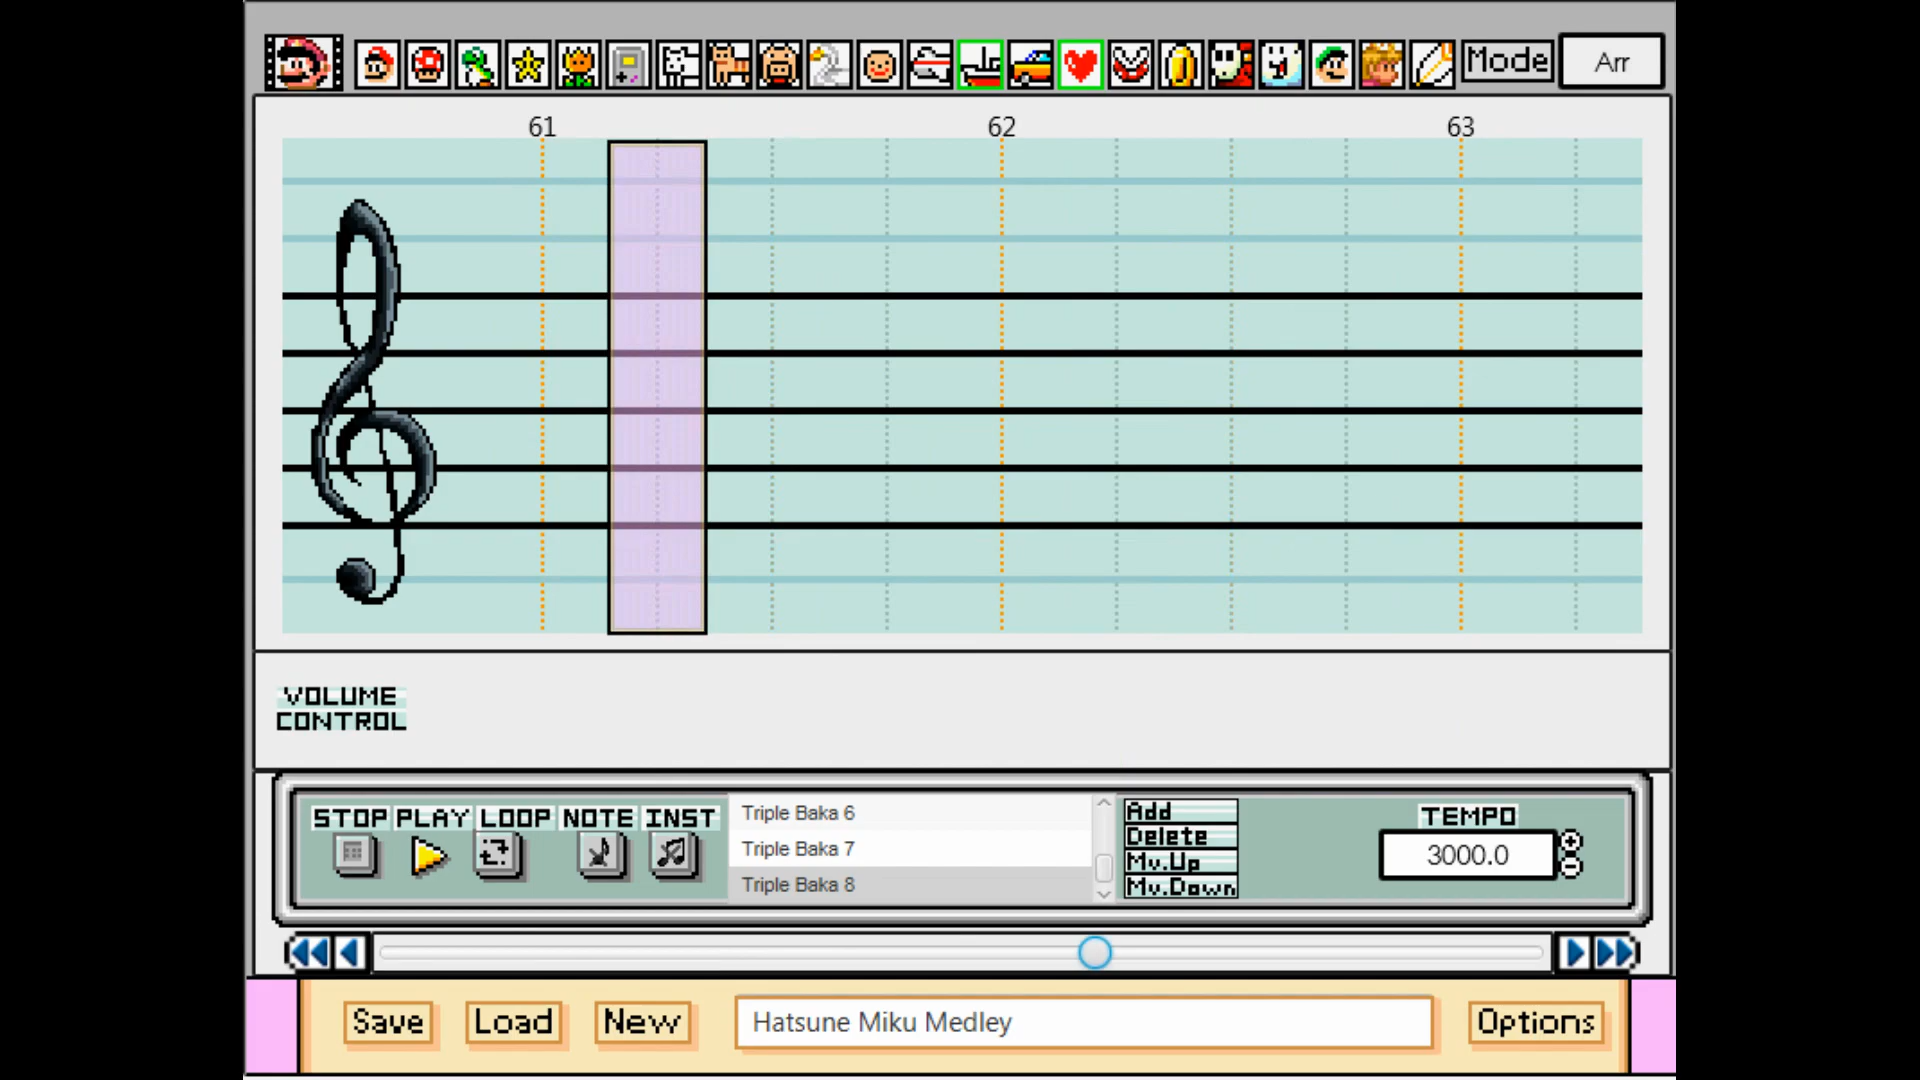 Mode Arr
61 62 63
VOLUME
CONTROL
STOP PLAY LOOP NOTE INST
Triple Baka 6
Triple Baka 7
Triple Baka 8
Add
Delete
Mv.Up
Mv.Down
TEMPO
3000.0
Save Load New Hatsune Miku Medley Options